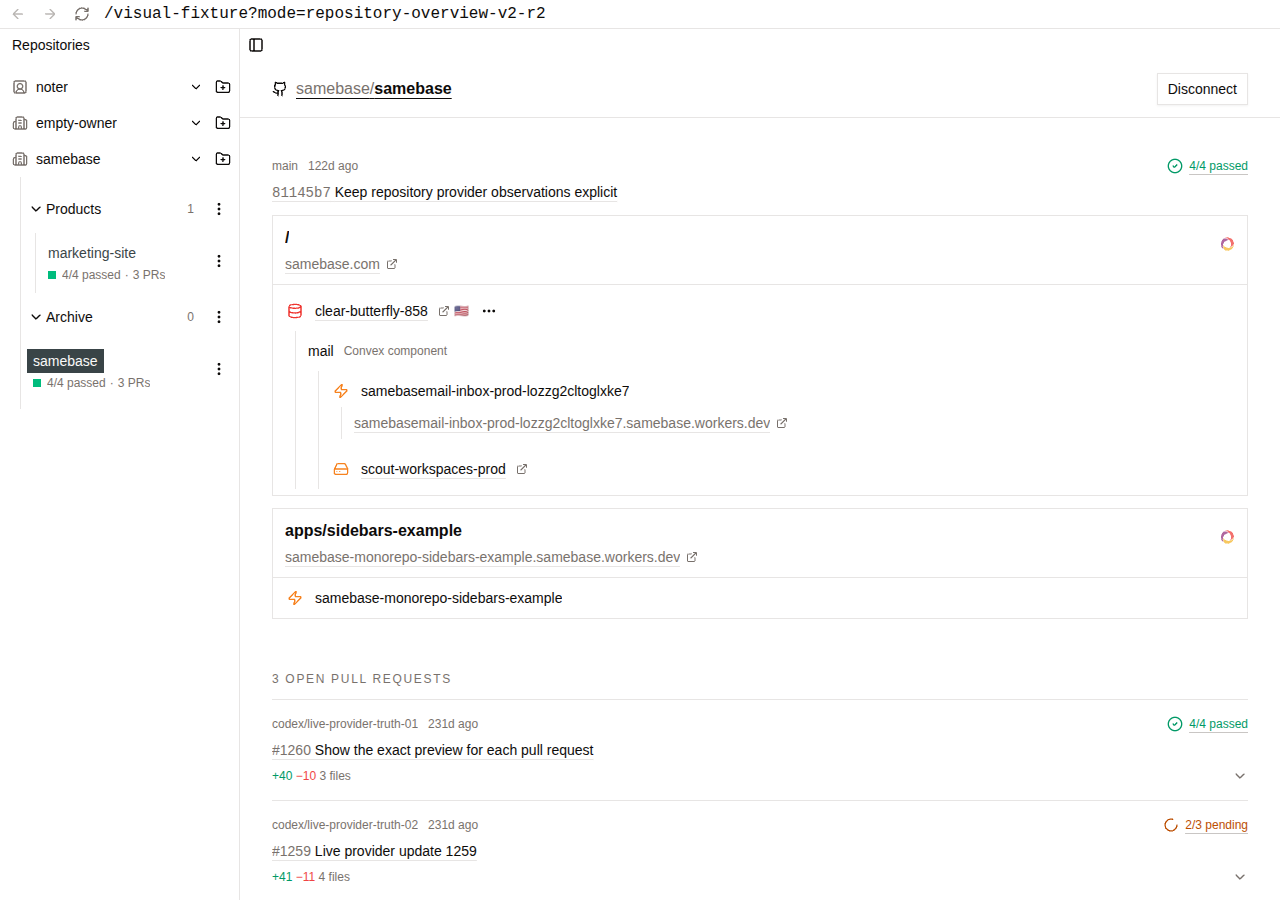 /visual-fixture?mode=repository-overview-v2-r2
Repositories
noter
empty-owner
samebase
Products 1
marketing-site
4/4 passed · 3 PRs
Archive 0
samebase
4/4 passed · 3 PRs
samebase/samebase
Disconnect
main 122d ago
4/4 passed
81145b7 Keep repository provider observations explicit
/
samebase.com
clear-butterfly-858 🇺🇸
mail Convex component
samebasemail-inbox-prod-lozzg2cltoglxke7
samebasemail-inbox-prod-lozzg2cltoglxke7.samebase.workers.dev
scout-workspaces-prod
apps/sidebars-example
samebase-monorepo-sidebars-example.samebase.workers.dev
samebase-monorepo-sidebars-example
3 OPEN PULL REQUESTS
codex/live-provider-truth-01 231d ago
4/4 passed
#1260 Show the exact preview for each pull request
+40 −10 3 files
codex/live-provider-truth-02 231d ago
2/3 pending
#1259 Live provider update 1259
+41 −11 4 files